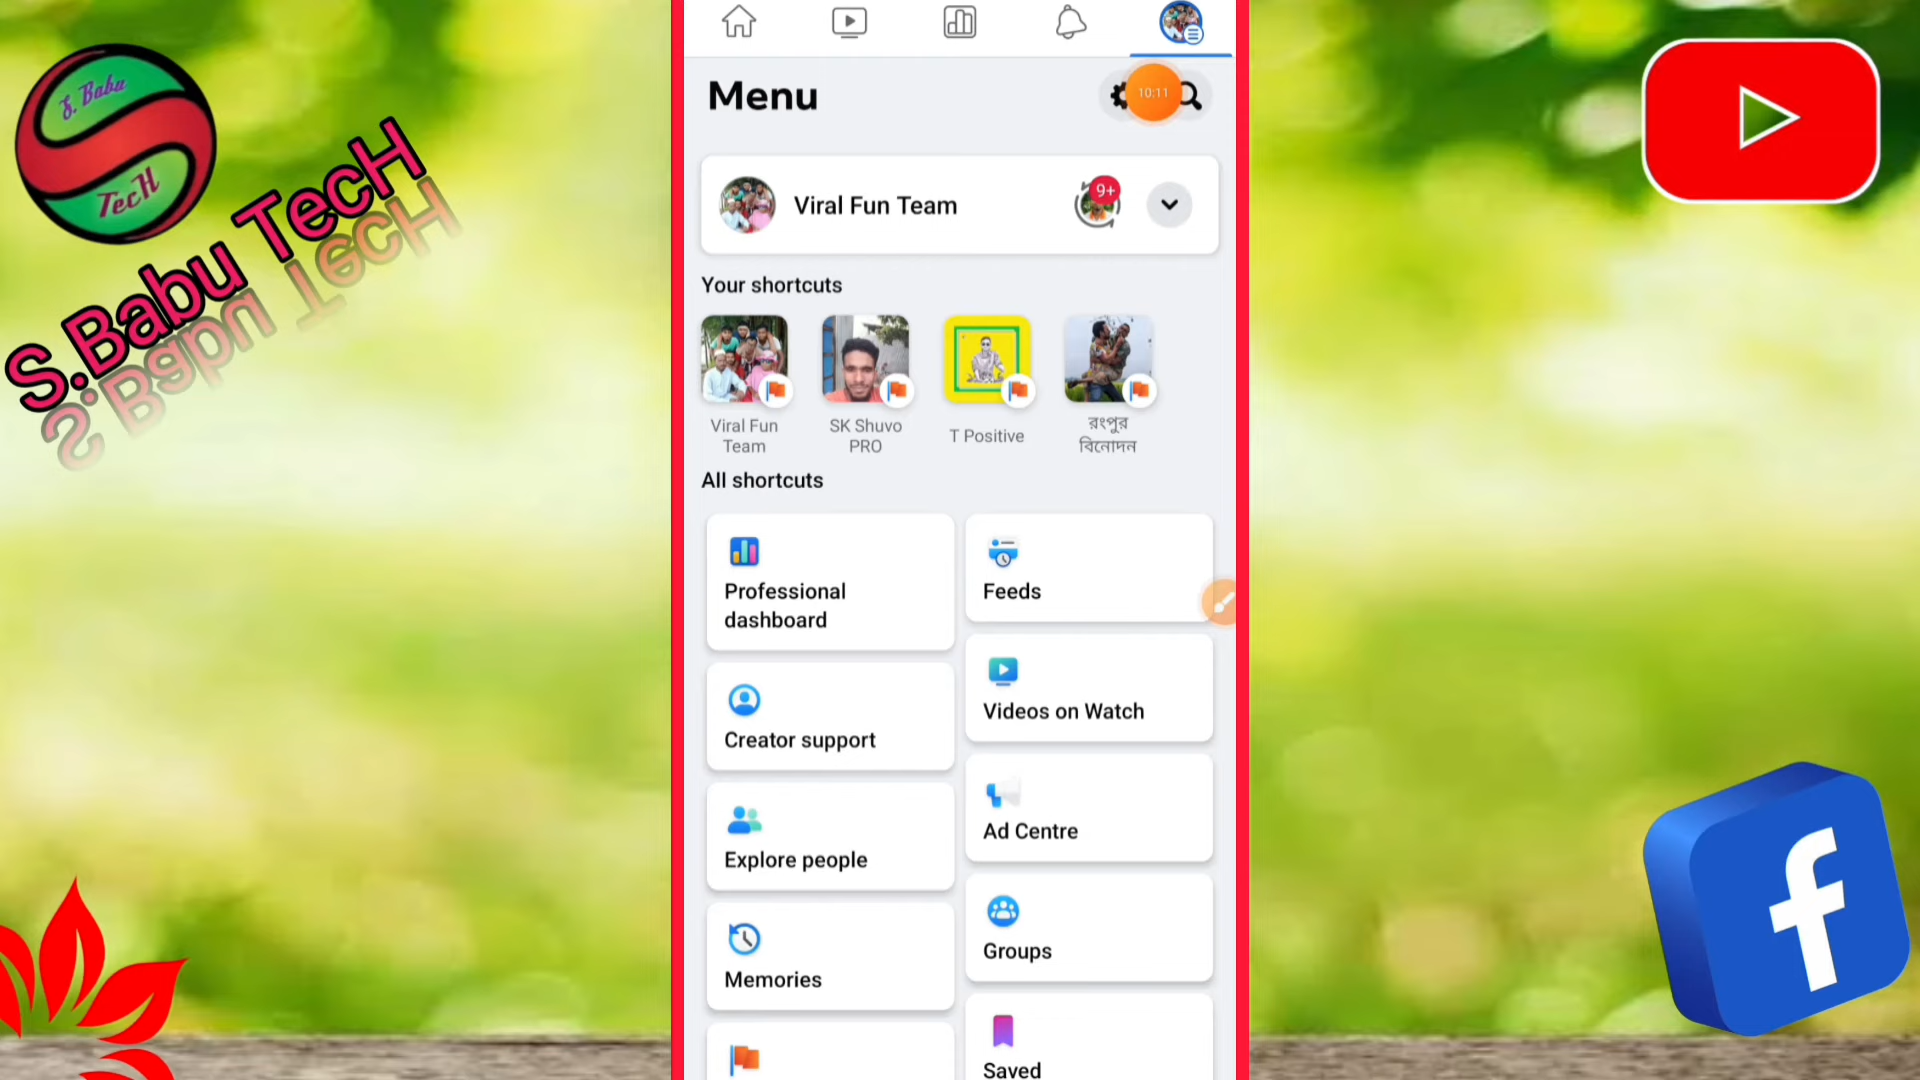 S. Babu
TecH
S.Babu TecH
Menu
10:11
Viral Fun Team
9+
Your shortcuts
Viral Fun
Team
SK Shuvo
PRO
T Positive
রংপুর
বিনোদন
All shortcuts
Professional
dashboard
Feeds
Creator support
Videos on Watch
Explore people
Ad Centre
Memories
Groups
Saved